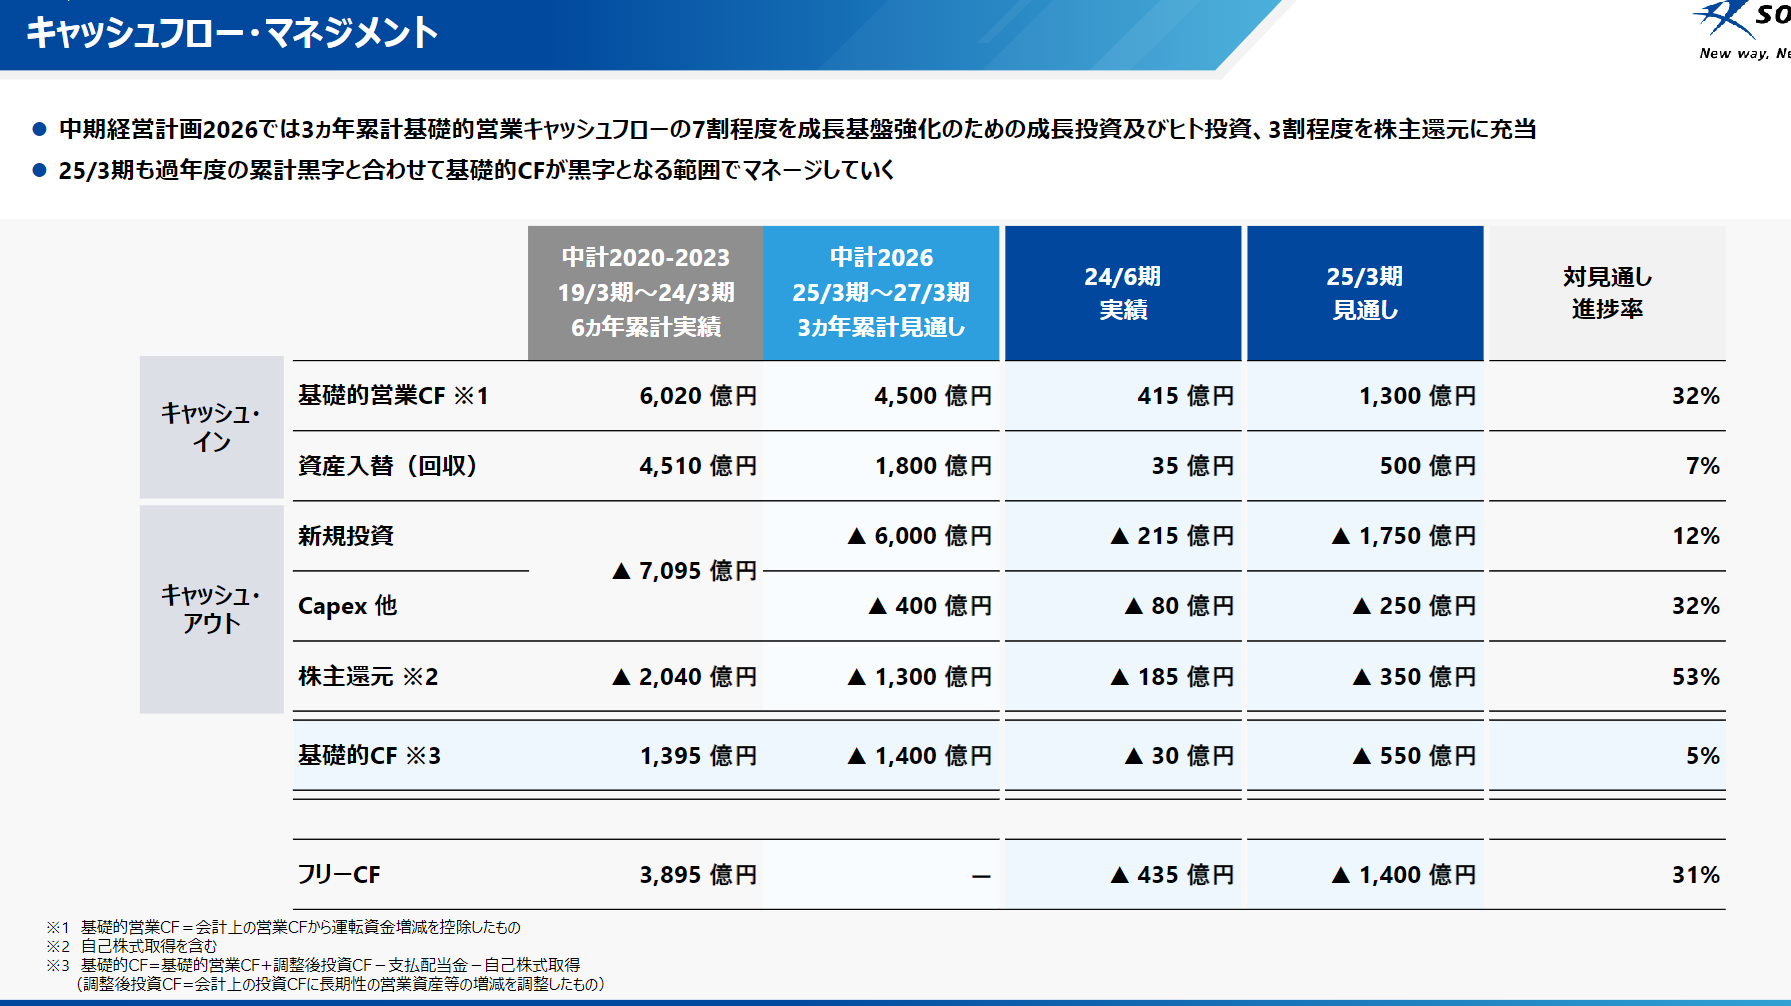 キャッシュフロー・マネジメント
SO
New way, Ne
● 中期経営計画2026では3ヵ年累計基礎的営業キャッシュフローの7割程度を成長基盤強化のための成長投資及びヒト投資、3割程度を株主還元に充当
● 25/3期も過年度の累計黒字と合わせて基礎的CFが黒字となる範囲でマネージしていく
中計2020-2023
19/3期～24/3期
6ヵ年累計実績
中計2026
25/3期～27/3期
3ヵ年累計見通し
24/6期
実績
25/3期
見通し
対見通し
進捗率
キャッシュ・
イン
基礎的営業CF ※1 6,020 億円 4,500 億円 415 億円 1,300 億円 32%
資産入替（回収） 4,510 億円 1,800 億円 35 億円 500 億円 7%
キャッシュ・
アウト
新規投資 ▲ 6,000 億円 ▲ 215 億円 ▲ 1,750 億円 12%
▲ 7,095 億円
Capex 他 ▲ 400 億円 ▲ 80 億円 ▲ 250 億円 32%
株主還元 ※2 ▲ 2,040 億円 ▲ 1,300 億円 ▲ 185 億円 ▲ 350 億円 53%
基礎的CF ※3 1,395 億円 ▲ 1,400 億円 ▲ 30 億円 ▲ 550 億円 5%
フリーCF 3,895 億円 － ▲ 435 億円 ▲ 1,400 億円 31%
※1 基礎的営業CF＝会計上の営業CFから運転資金増減を控除したもの
※2 自己株式取得を含む
※3 基礎的CF=基礎的営業CF+調整後投資CF－支払配当金－自己株式取得
（調整後投資CF=会計上の投資CFに長期性の営業資産等の増減を調整したもの）